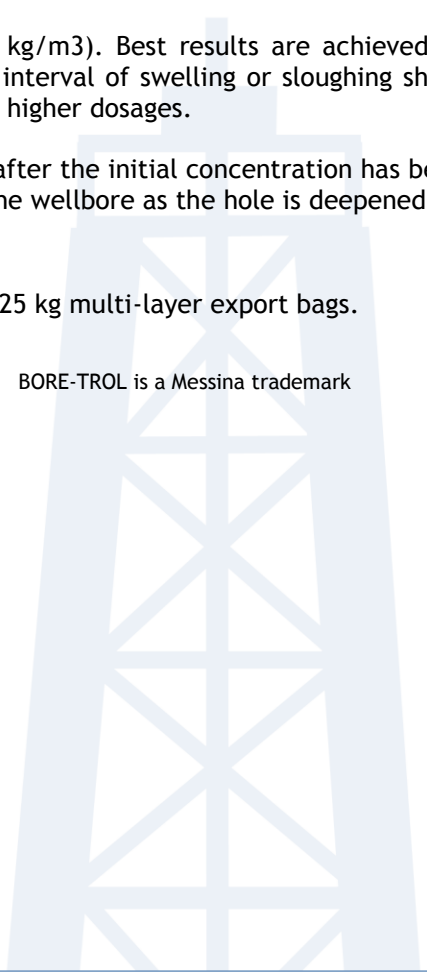 kg/m3). Best results are achieved
interval of swelling or sloughing sh
higher dosages.
after the initial concentration has be
he wellbore as the hole is deepened
25 kg multi-layer export bags.
BORE-TROL is a Messina trademark